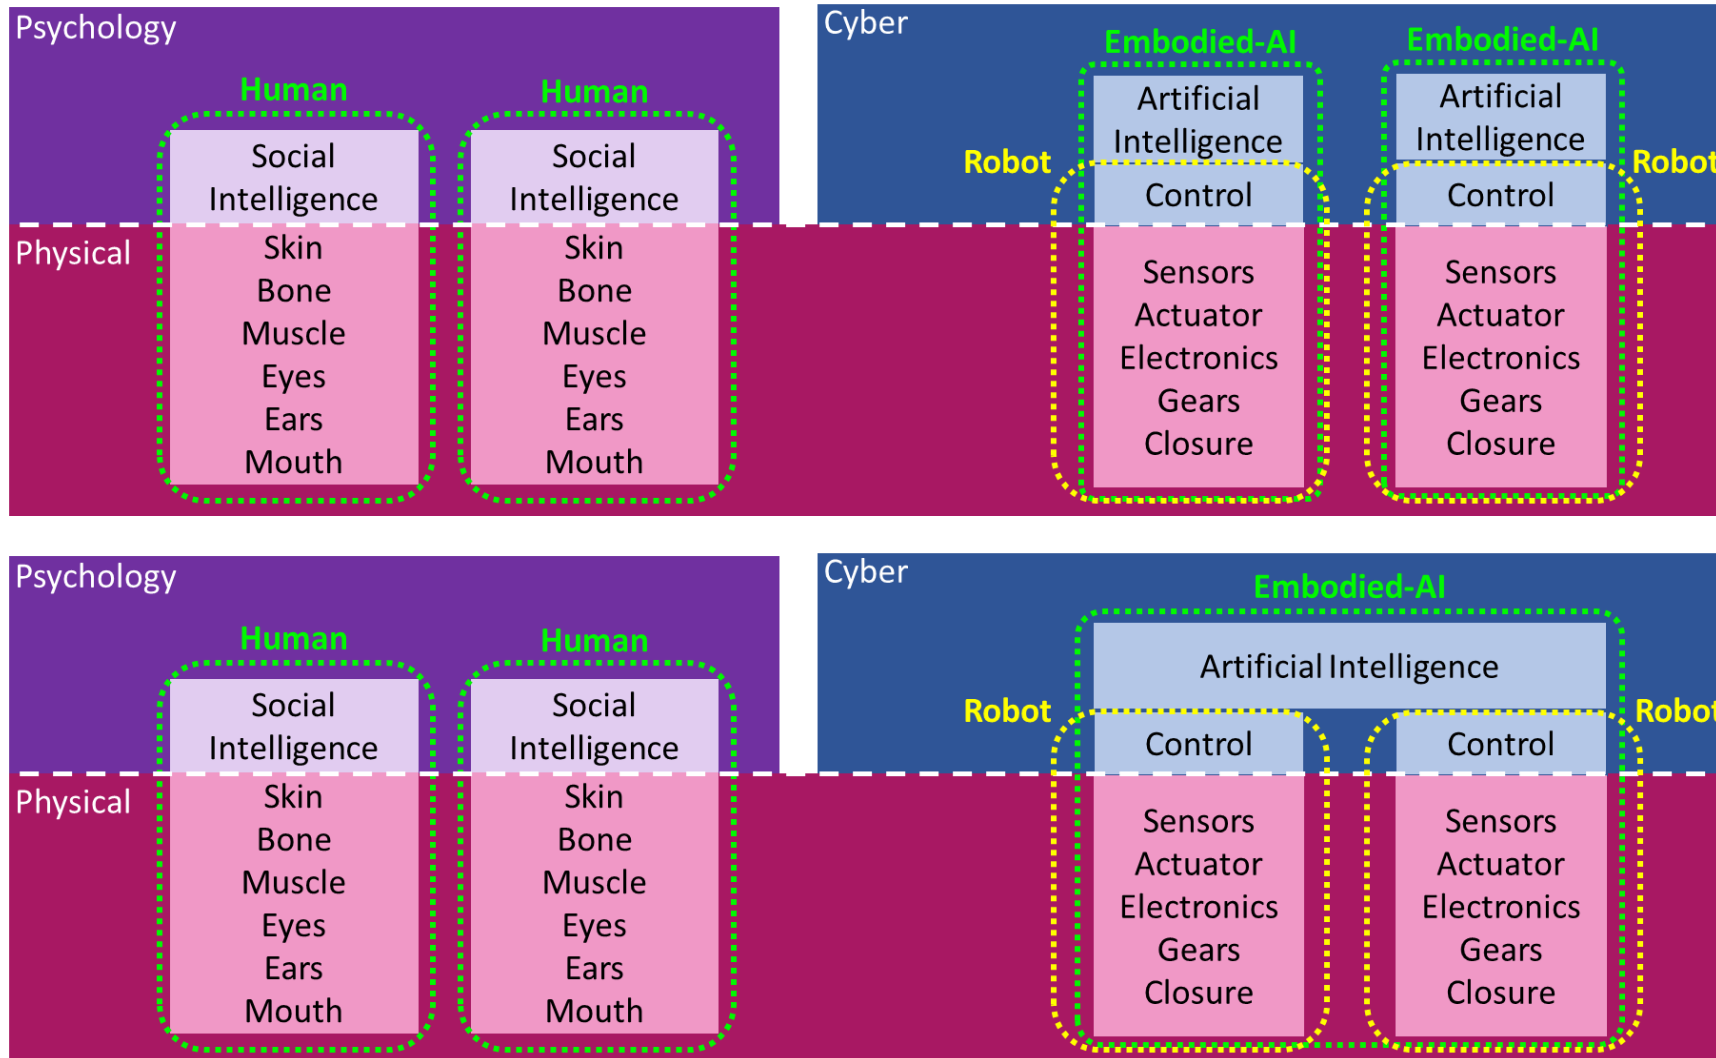 Psychology
Human
Social
Intelligence
Human
Social
Intelligence
Physical
Skin
Bone
Muscle
Eyes
Ears
Mouth
Skin
Bone
Muscle
Eyes
Ears
Mouth
Cyber
Embodied-AI
Artificial
Intelligence
Robot
Control
Sensors
Actuator
Electronics
Gears
Closure
Embodied-AI
Artificial
Intelligence
Robot
Control
Sensors
Actuator
Electronics
Gears
Closure
Psychology
Human
Social
Intelligence
Human
Social
Intelligence
Physical
Skin
Bone
Muscle
Eyes
Ears
Mouth
Skin
Bone
Muscle
Eyes
Ears
Mouth
Cyber
Embodied-AI
Artificial Intelligence
Robot
Control
Sensors
Actuator
Electronics
Gears
Closure
Robot
Control
Sensors
Actuator
Electronics
Gears
Closure